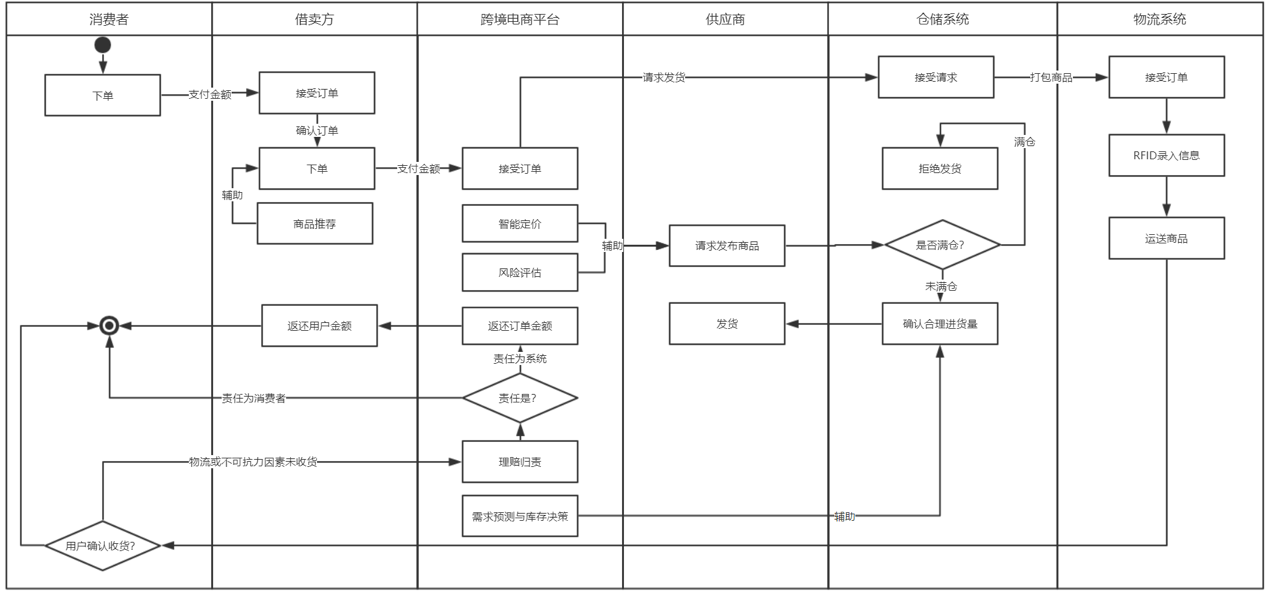 消费者
借卖方
跨境电商平台
供应商
仓储系统
物流系统
下单
支付金额
接受订单
确认订单
下单
辅助
商品推荐
支付金额
接受订单
请求发货
接受请求
打包商品
接受订单
RFID录入信息
运送商品
智能定价
风险评估
辅助
请求发布商品
是否满仓?
满仓
拒绝发货
未满仓
确认合理进货量
发货
返还用户金额
返还订单金额
责任为系统
责任是?
责任为消费者
物流或不可抗力因素未收货
理赔归责
需求预测与库存决策
辅助
用户确认收货?